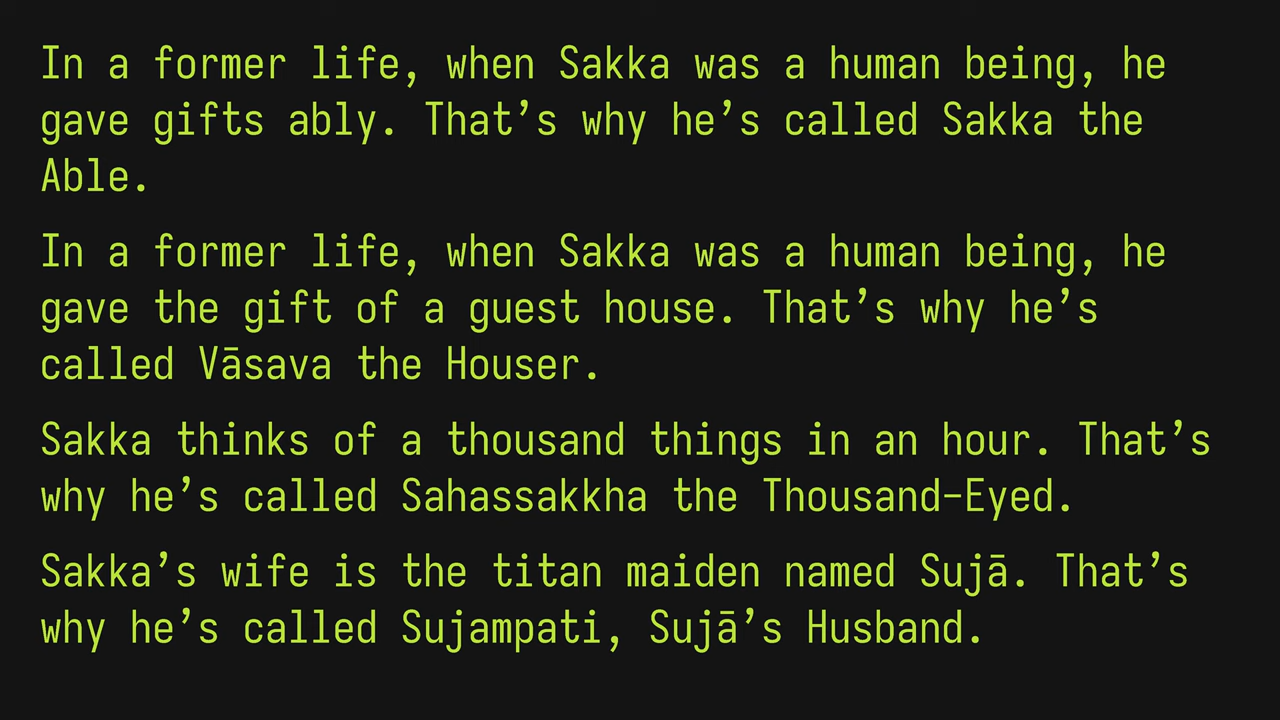 In a former life, when Sakka was a human being, he
gave gifts ably. That’s why he’s called Sakka the
Able.
In a former life, when Sakka was a human being, he
gave the gift of a guest house. That’s why he’s
called Vāsava the Houser.
Sakka thinks of a thousand things in an hour. That’s
why he’s called Sahassakkha the Thousand-Eyed.
Sakka’s wife is the titan maiden named Sujā. That’s
why he’s called Sujampati, Sujā’s Husband.